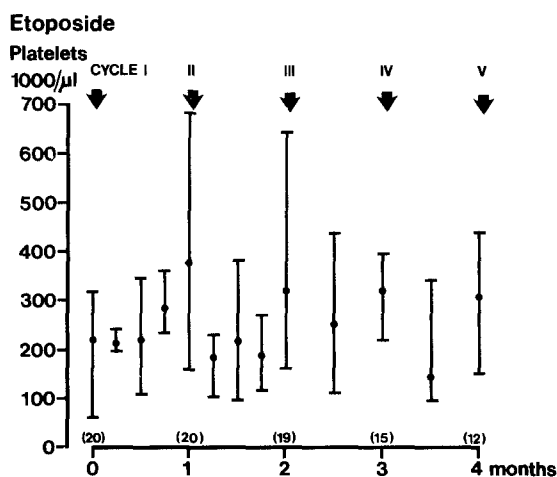 Etoposide
Platelets
1000/µl
CYCLE I II III IV V
700
600
500
400
300
200
100
0
(20) (20) (19) (15) (12)
0 1 2 3 4 months